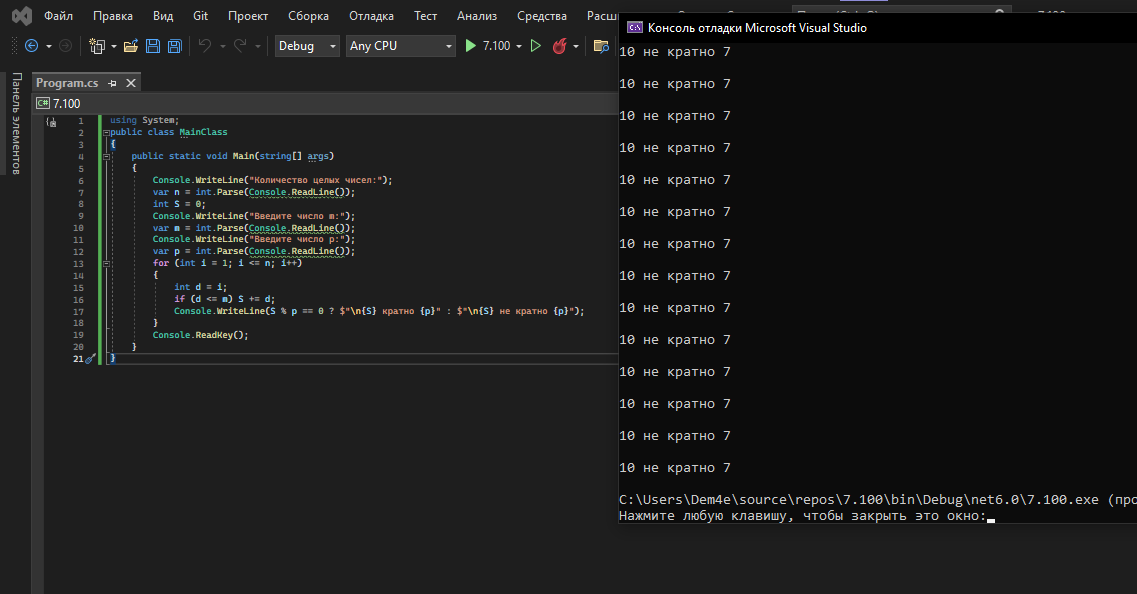 Файл Правка Вид Git Проект Сборка Отладка Тест Анализ Средства
Debug Any CPU 7.100
Панель элементов
Program.cs
C# 7.100
1 using System;
2 public class MainClass
3 {
4 public static void Main(string[] args)
5 {
6 Console.WriteLine("Количество целых чисел:");
7 var n = int.Parse(Console.ReadLine());
8 int S = 0;
9 Console.WriteLine("Введите число m:");
10 var m = int.Parse(Console.ReadLine());
11 Console.WriteLine("Введите число p:");
12 var p = int.Parse(Console.ReadLine());
13 for (int i = 1; i <= n; i++)
14 {
15 int d = i;
16 if (d <= m) S += d;
17 Console.WriteLine(S % p == 0 ? $"\n{S} кратно {p}" : $"\n{S} не кратно {p}");
18 }
19 Console.ReadKey();
20 }
21 }
Консоль отладки Microsoft Visual Studio
10 не кратно 7
10 не кратно 7
10 не кратно 7
10 не кратно 7
10 не кратно 7
10 не кратно 7
10 не кратно 7
10 не кратно 7
10 не кратно 7
10 не кратно 7
10 не кратно 7
10 не кратно 7
10 не кратно 7
10 не кратно 7
C:\Users\Dem4e\source\repos\7.100\bin\Debug\net6.0\7.100.exe (про
Нажмите любую клавишу, чтобы закрыть это окно: